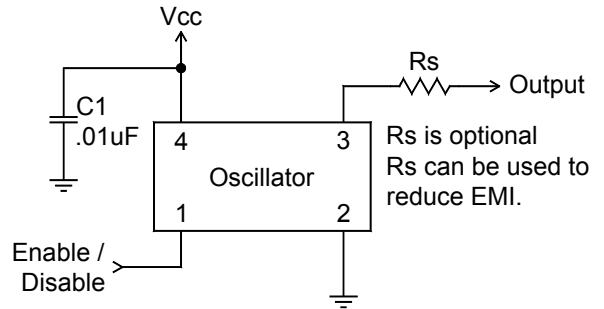 Vcc
Rs
Output
C1
.01uF
4
3
Rs is optional
Rs can be used to
reduce EMI.
Oscillator
1
2
Enable /
Disable